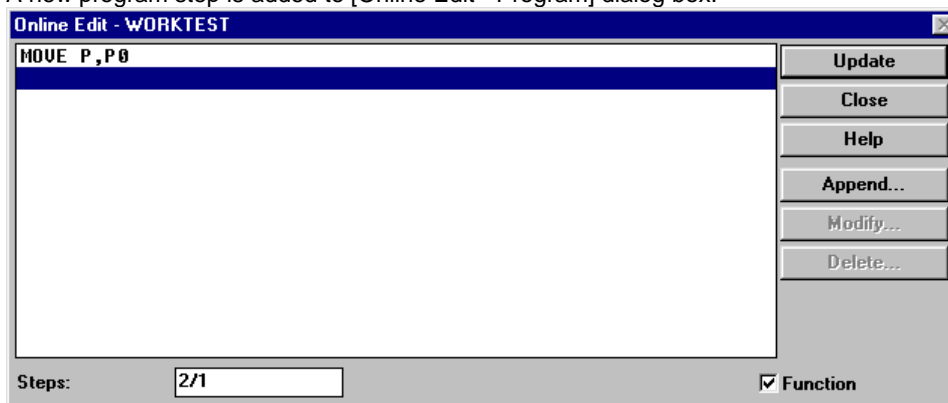 A new program step is added to [Online Edit - Program] dialog box.
Online Edit - WORKTEST
MOVE P,P0
Update
Close
Help
Append...
Modify...
Delete...
Steps:
2/1
Function